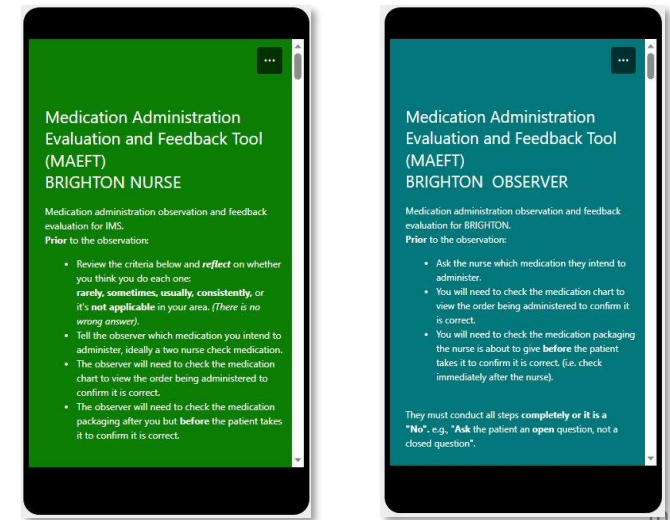 Medication Administration
Evaluation and Feedback Tool
(MAEFT)
BRIGHTON NURSE
Medication administration observation and feedback
evaluation for IMS.
Prior to the observation:
• Review the criteria below and reflect on whether
you think you do each one:
rarely, sometimes, usually, consistently, or
it's not applicable in your area. (There is no
wrong answer).
• Tell the observer which medication you intend to
administer, ideally a two nurse check medication.
• The observer will need to check the medication
chart to view the order being administered to
confirm it is correct.
• The observer will need to check the medication
packaging after you but before the patient takes
it to confirm it is correct.
Medication Administration
Evaluation and Feedback Tool
(MAEFT)
BRIGHTON OBSERVER
Medication administration observation and feedback
evaluation for BRIGHTON.
Prior to the observation:
• Ask the nurse which medication they intend to
administer.
• You will need to check the medication chart to
view the order being administered to confirm it
is correct.
• You will need to check the medication packaging
the nurse is about to give before the patient
takes it to confirm it is correct. (i.e. check
immediately after the nurse).
They must conduct all steps completely or it is a
"No". e.g., "Ask the patient an open question, not a
closed question".